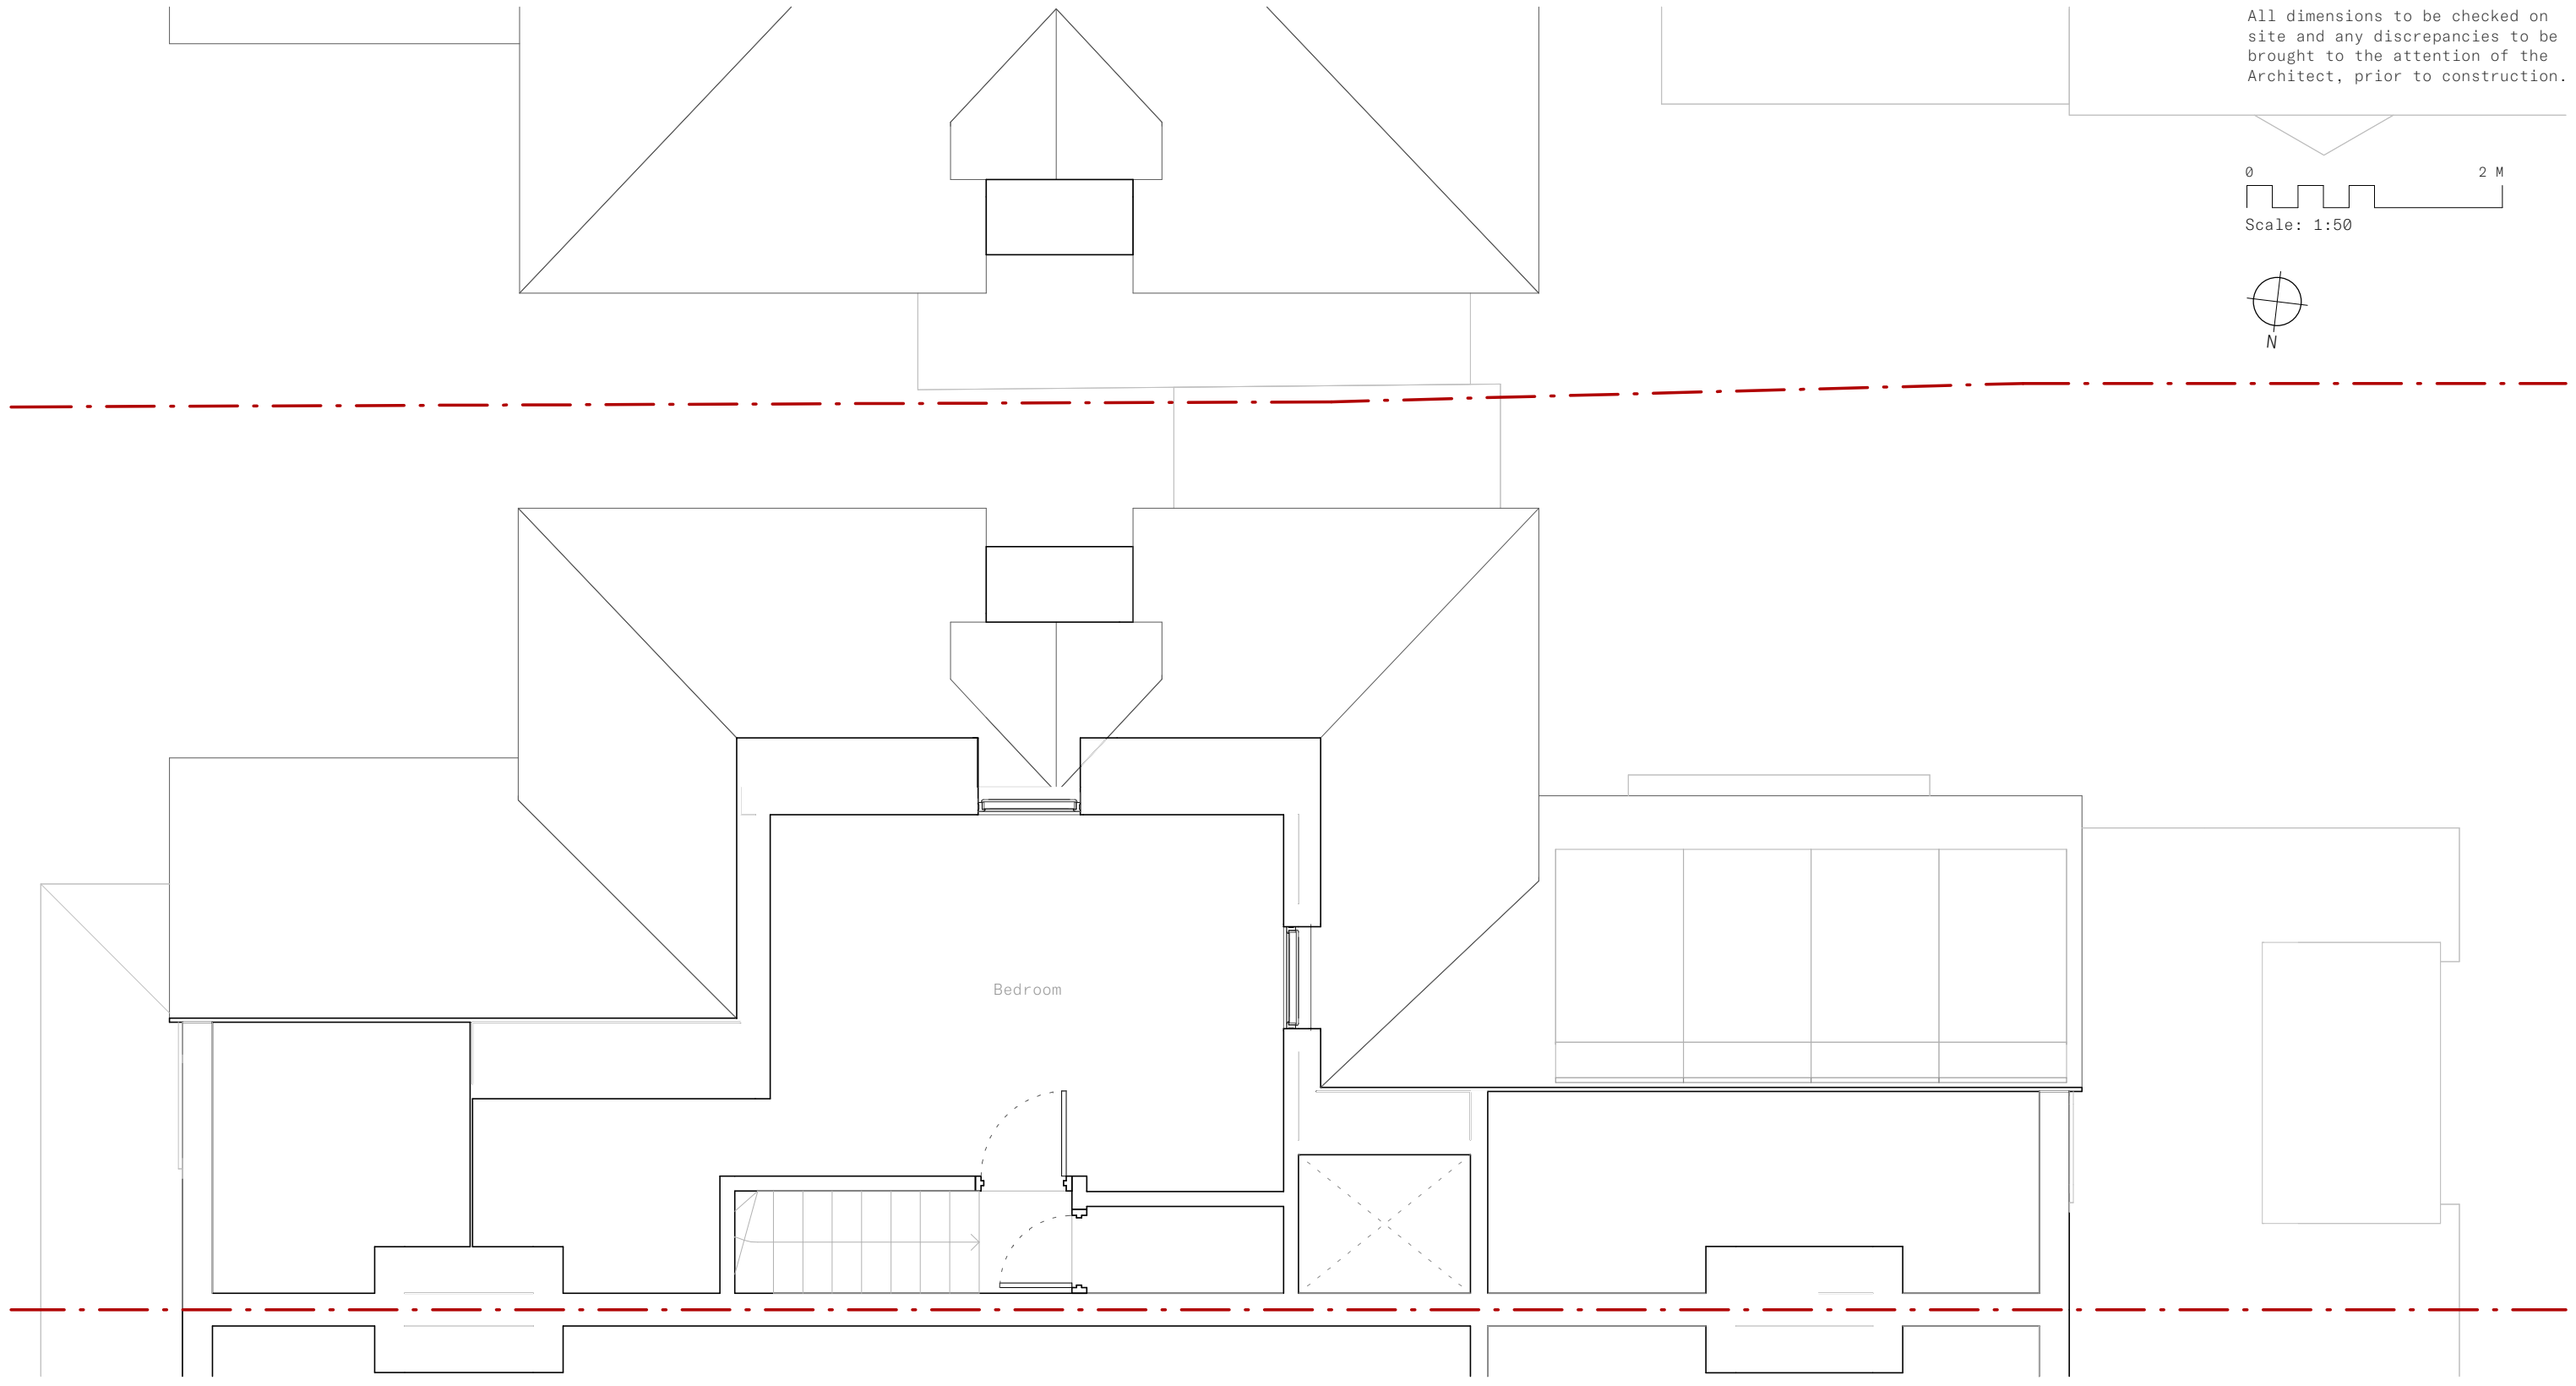 All dimensions to be checked on
site and any discrepancies to be
brought to the attention of the
Architect, prior to construction.
0 2 M
Scale: 1:50
N
Bedroom